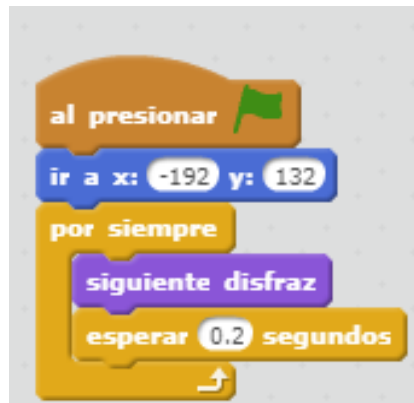 al presionar
ir a x: -192 y: 132
por siempre
siguiente disfraz
esperar 0.2 segundos